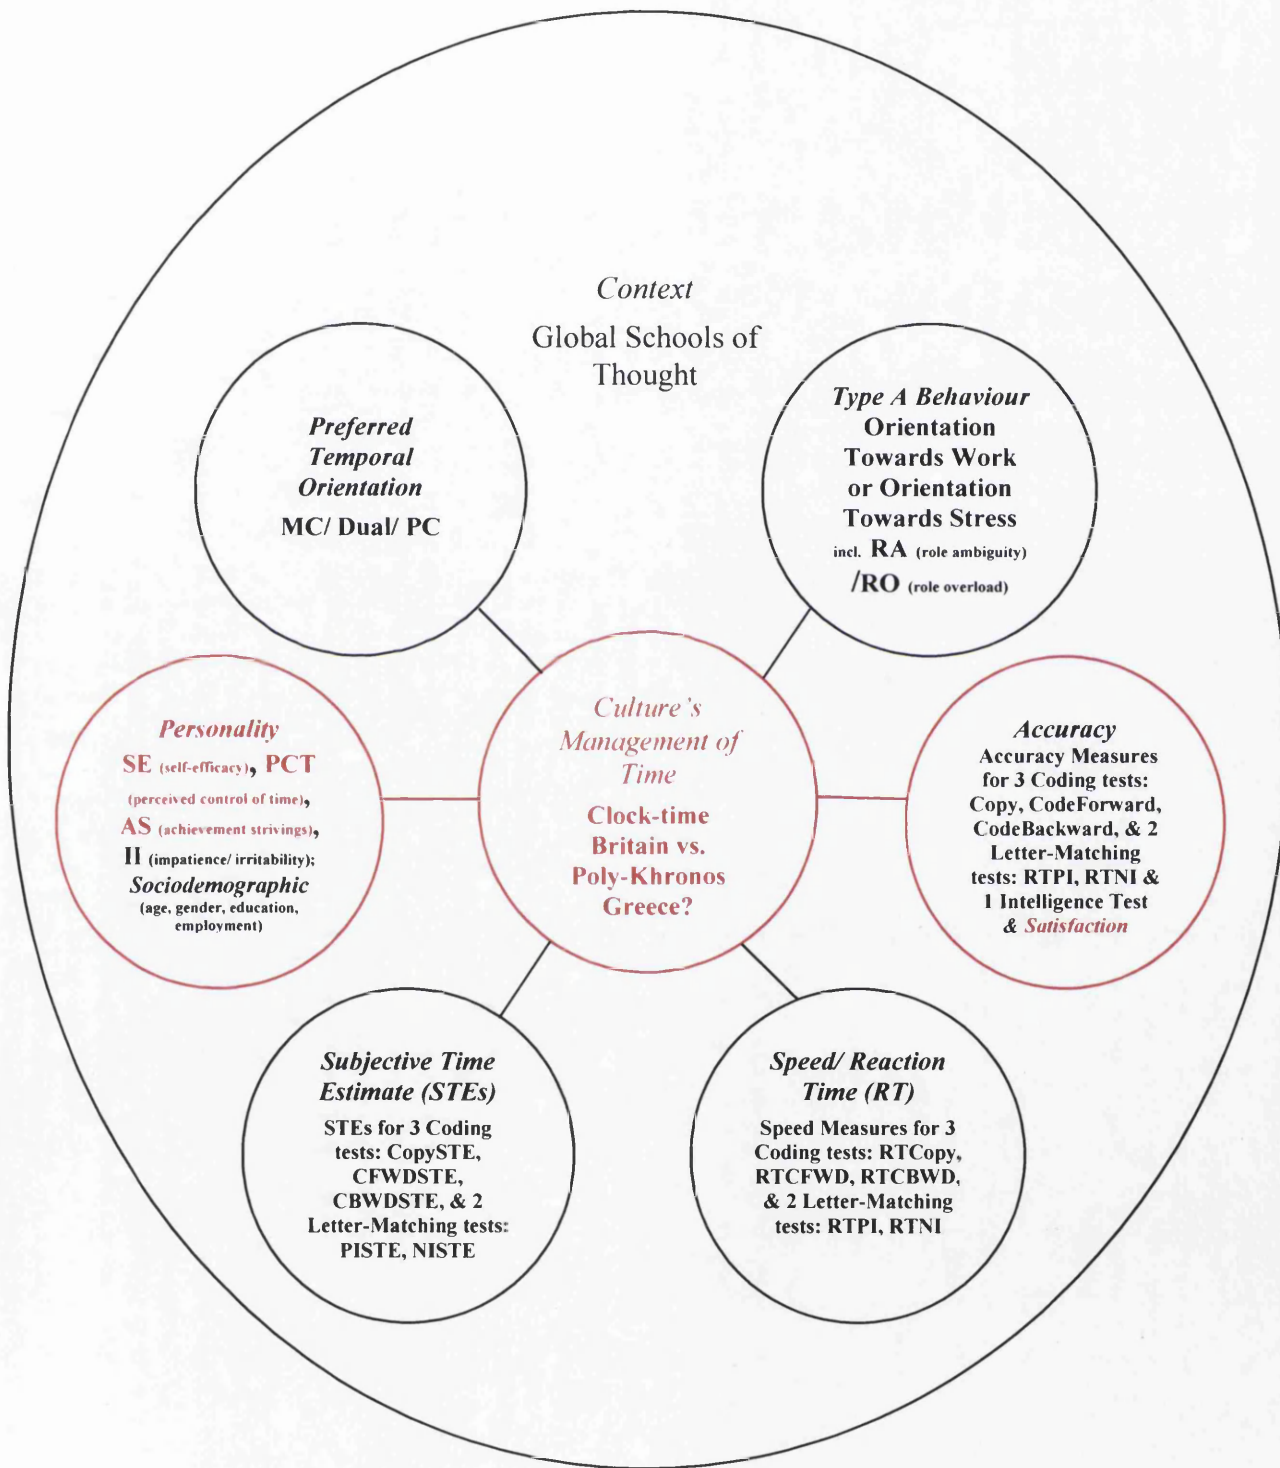 Context
Global Schools of
Thought
Preferred
Temporal
Orientation
MC/ Dual/ PC
Type A Behaviour
Orientation
Towards Work
or Orientation
Towards Stress
incl. RA (role ambiguity)
/RO (role overload)
Personality
SE (self-efficacy), PCT
(perceived control of time),
AS (achievement strivings),
II (impatience/ irritability);
Sociodemographic
(age, gender, education,
employment)
Culture's
Management of
Time
Clock-time
Britain vs.
Poly-Khronos
Greece?
Accuracy
Accuracy Measures
for 3 Coding tests:
Copy, CodeForward,
CodeBackward, & 2
Letter-Matching
tests: RTPI, RTNI &
1 Intelligence Test
& Satisfaction
Subjective Time
Estimate (STEs)
STEs for 3 Coding
tests: CopySTE,
CFWDSTE,
CBWDSTE, & 2
Letter-Matching tests:
PISTE, NISTE
Speed/ Reaction
Time (RT)
Speed Measures for 3
Coding tests: RTCopy,
RTCFWD, RTCBWD,
& 2 Letter-Matching
tests: RTPI, RTNI